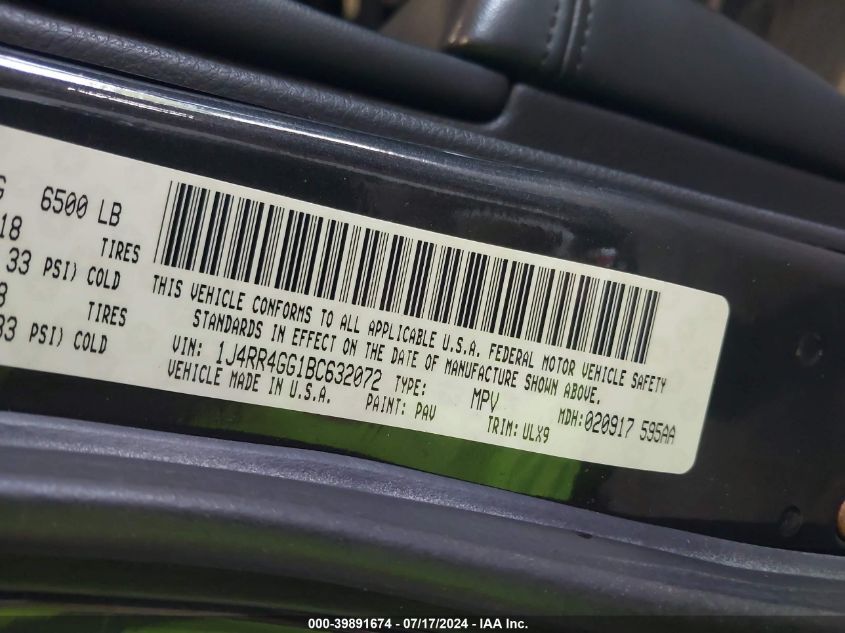 G 6500 LB
18 TIRES
33 PSI) COLD
8 TIRES
33 PSI) COLD
THIS VEHICLE CONFORMS TO ALL APPLICABLE U.S.A. FEDERAL MOTOR VEHICLE SAFETY
STANDARDS IN EFFECT ON THE DATE OF MANUFACTURE SHOWN ABOVE.
VIN: 1J4RR4GG1BC632072 TYPE: MPV MDH:020917 595AA
VEHICLE MADE IN U.S.A. PAINT: PAV TRIM: ULX9
000-39891674 / 07/17/2024 - IAA Inc.